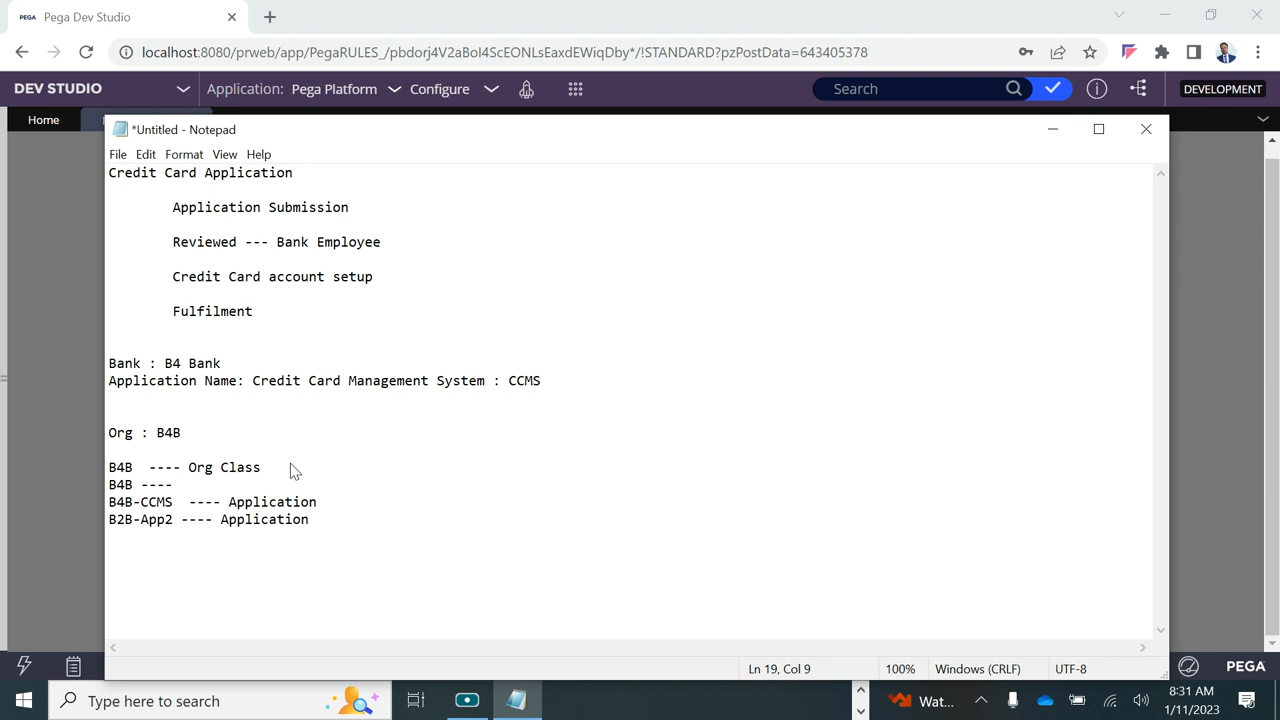 PEGA Pega Dev Studio
localhost:8080/prweb/app/PegaRULES_/pbdorj4V2aBoI4ScEONLsEaxdEWiqDby*/!STANDARD?pzPostData=643405378
DEV STUDIO Application: Pega Platform Configure Search DEVELOPMENT
Home
*Untitled - Notepad
File Edit Format View Help
Credit Card Application
Application Submission
Reviewed --- Bank Employee
Credit Card account setup
Fulfilment
Bank : B4 Bank
Application Name: Credit Card Management System : CCMS
Org : B4B
B4B ---- Org Class
B4B ----
B4B-CCMS ---- Application
B2B-App2 ---- Application
Ln 19, Col 9 100% Windows (CRLF) UTF-8
PEGA
Type here to search Wat... 8:31 AM
1/11/2023